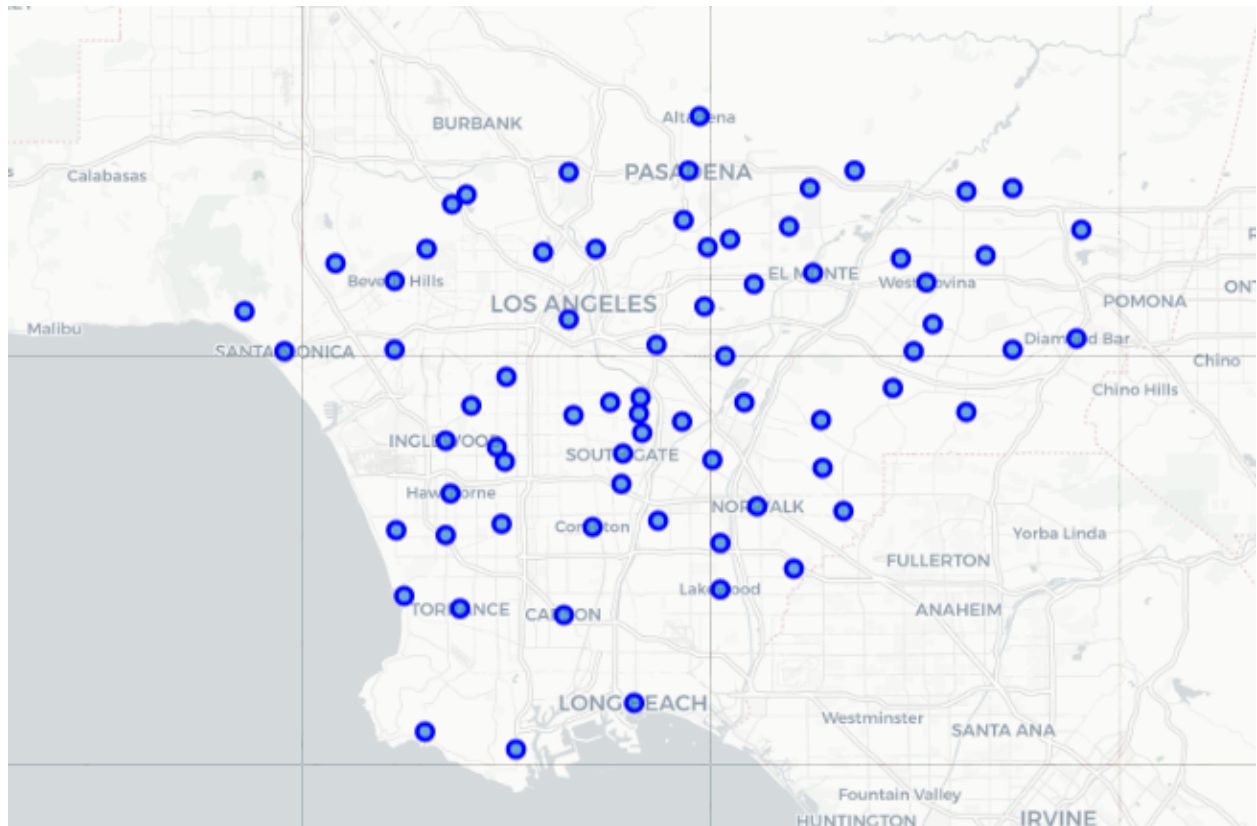 Altadena
BURBANK
PASADENA
Calabasas
EL MONTE
Beverly Hills
West Covina
LOS ANGELES
POMONA
Malibu
SANTA MONICA
Diamond Bar
Chino
Chino Hills
INGLEWOOD
SOUTH GATE
Hawthorne
NORWALK
Compton
Yorba Linda
FULLERTON
Lakewood
TORRANCE
CARSON
ANAHEIM
LONG BEACH
Westminster
SANTA ANA
Fountain Valley
HUNTINGTON
IRVINE